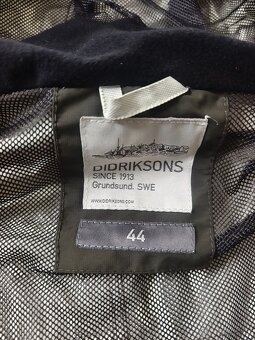 DIDRIKSONS
SINCE 1913
Grundsund. SWE
WWW.DIDRIKSONS.COM
44